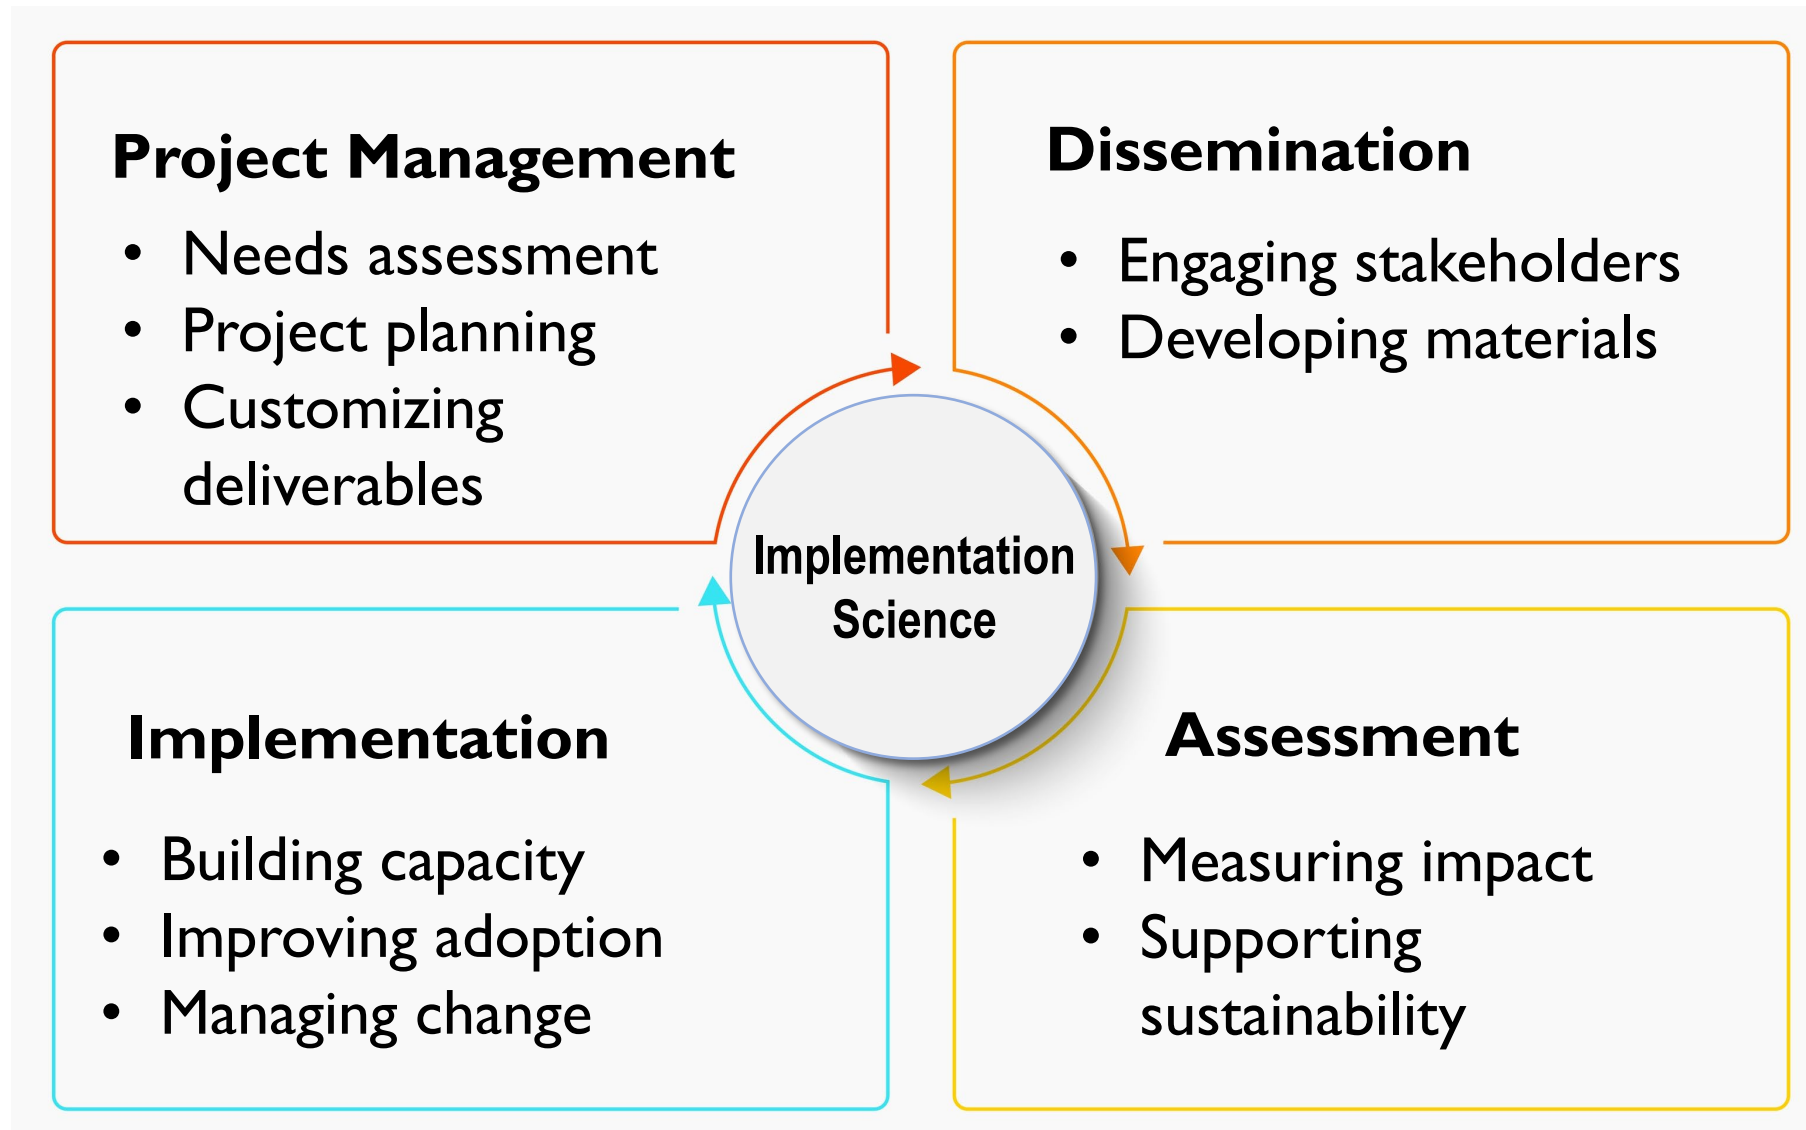 Project Management
• Needs assessment
• Project planning
• Customizing
deliverables
Dissemination
• Engaging stakeholders
• Developing materials
Implementation
Science
Implementation
• Building capacity
• Improving adoption
• Managing change
Assessment
• Measuring impact
• Supporting
sustainability